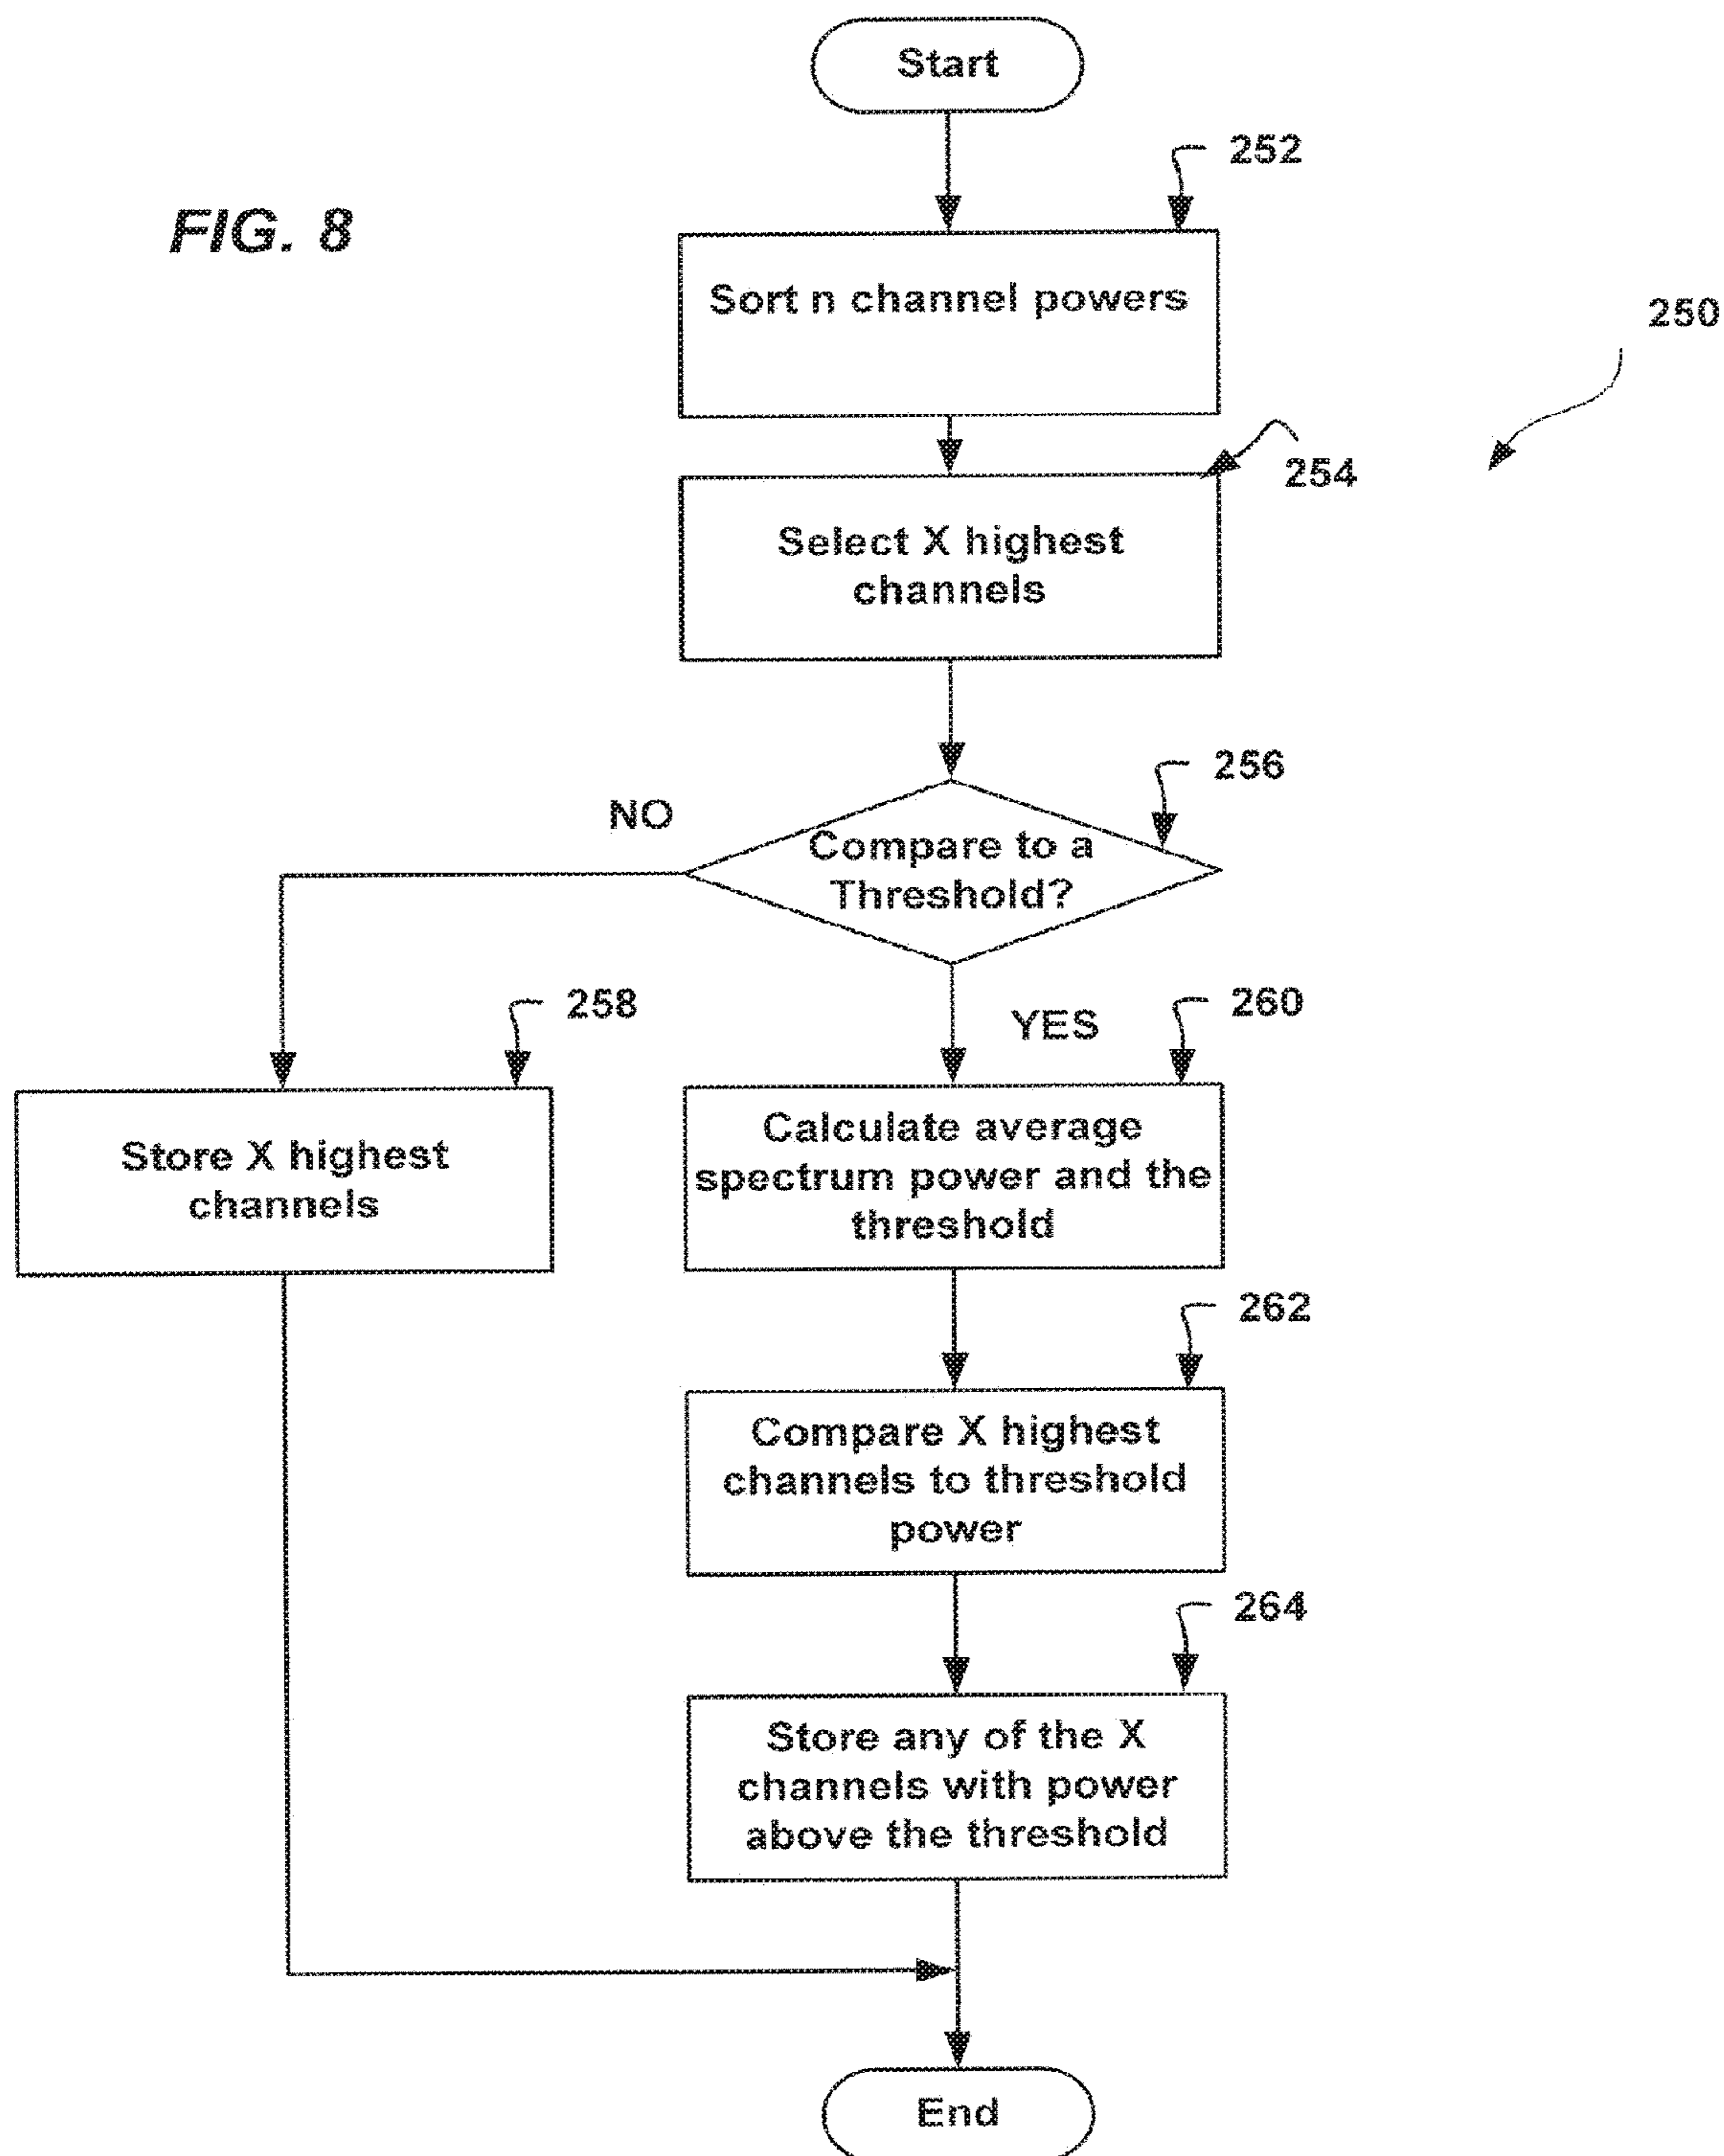 Start
252
FIG. 8
Sort n channel powers
250
254
Select X highest
channels
256
NO
Compare to a
Threshold?
258
YES
260
Store X highest
channels
Calculate average
spectrum power and the
threshold
262
Compare X highest
channels to threshold
power
264
Store any of the X
channels with power
above the threshold
End